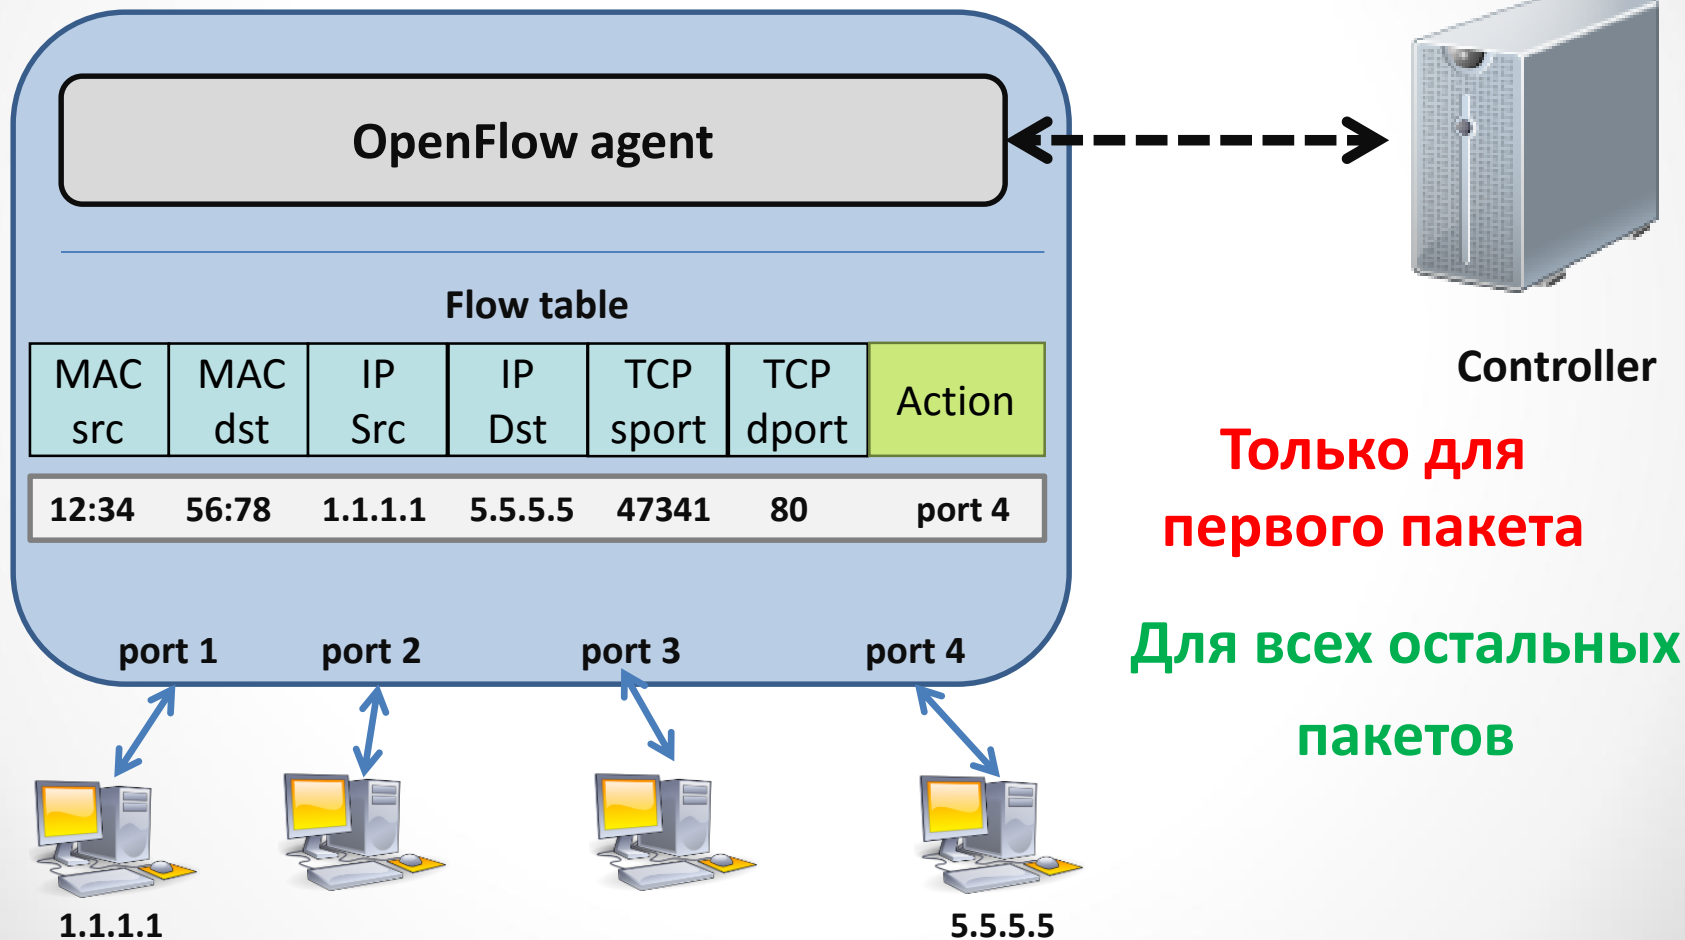 OpenFlow agent
Flow table
MAC src
MAC dst
IP Src
IP Dst
TCP sport
TCP dport
Action
12:34 56:78 1.1.1.1 5.5.5.5 47341 80 port 4
port 1 port 2 port 3 port 4
1.1.1.1
5.5.5.5
Controller
Только для
первого пакета
Для всех остальных
пакетов